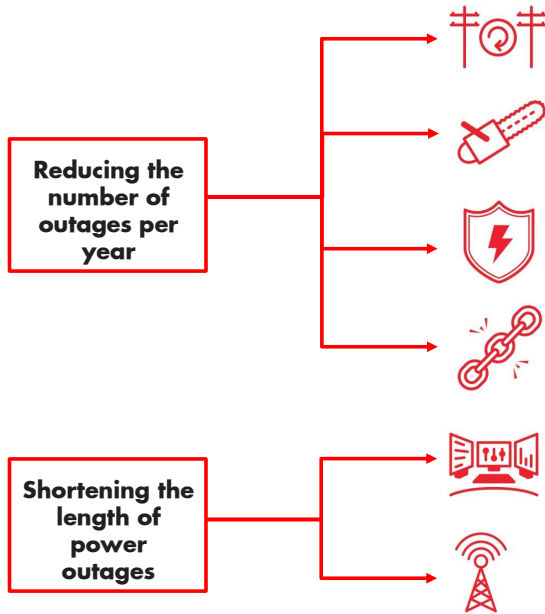 Reducing the
number of
outages per
year
Shortening the
length of
power
outages